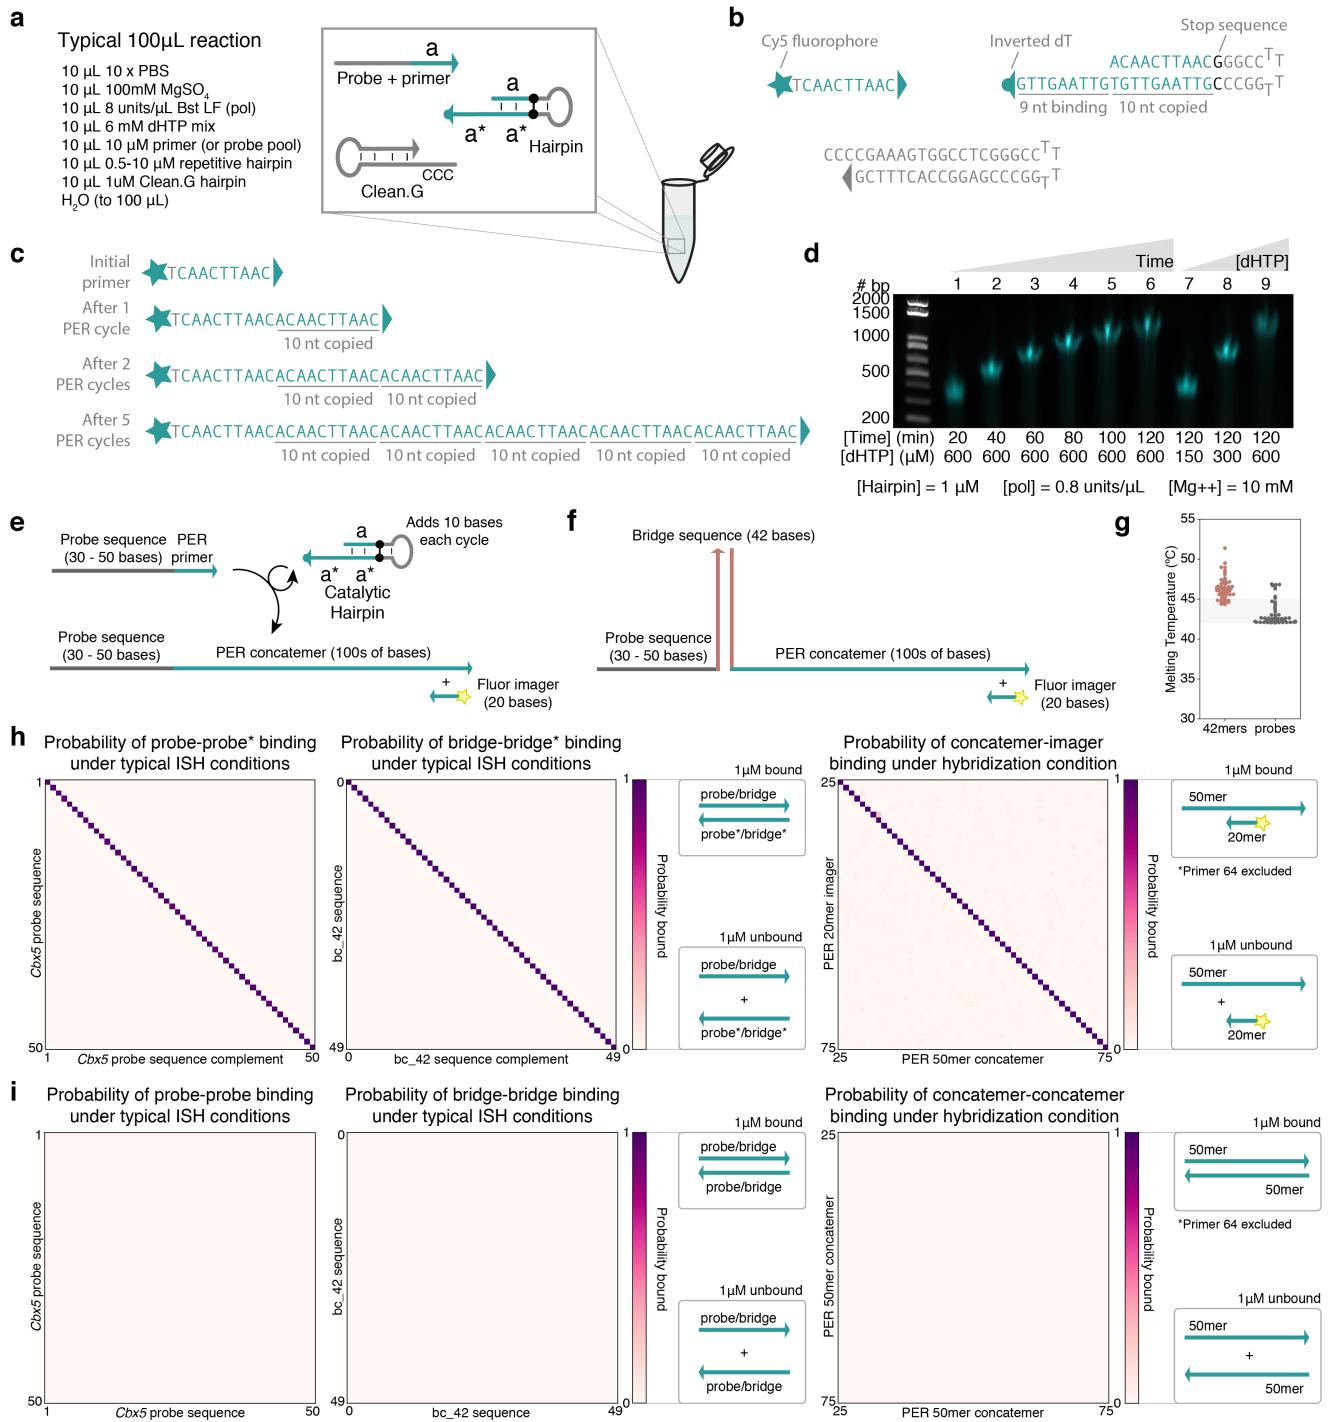 a
Typical 100µL reaction
10 µL 10 x PBS
10 µL 100mM MgSO4
10 µL 8 units/µL Bst LF (pol)
10 µL 6 mM dHTP mix
10 µL 10 µM primer (or probe pool)
10 µL 0.5-10 µM repetitive hairpin
10 µL 1uM Clean.G hairpin
H2O (to 100 µL)
a
Probe + primer
a
a* a*
Hairpin
CCC
Clean.G
b
Cy5 fluorophore
TCAACTTAAC
Inverted dT
Stop sequence
ACAACTTAACGGGCC T T
GTTGAATTGTGTTGAATTGCCCGG T T
9 nt binding 10 nt copied
CCCCGAAAGTGGCCTCGGGCC T T
GCTTTCACCGGAGCCCGG T T
c
Initial primer
TCAACTTAAC
After 1 PER cycle
TCAACTTAACACAACTTAAC
10 nt copied
After 2 PER cycles
TCAACTTAACACAACTTAACACAACTTAAC
10 nt copied 10 nt copied
After 5 PER cycles
TCAACTTAACACAACTTAACACAACTTAACACAACTTAACACAACTTAACACAACTTAAC
10 nt copied 10 nt copied 10 nt copied 10 nt copied 10 nt copied
d
Time [dHTP]
# bp 1 2 3 4 5 6 7 8 9
2000
1500
1000
500
200
[Time] (min) 20 40 60 80 100 120 120 120 120
[dHTP] (µM) 600 600 600 600 600 600 150 300 600
[Hairpin] = 1 µM [pol] = 0.8 units/µL [Mg++] = 10 mM
e
Probe sequence (30 - 50 bases)
PER primer
a
a* a*
Catalytic Hairpin
Adds 10 bases each cycle
Probe sequence (30 - 50 bases)
PER concatemer (100s of bases)
+
Fluor imager (20 bases)
f
Bridge sequence (42 bases)
Probe sequence (30 - 50 bases)
PER concatemer (100s of bases)
+
Fluor imager (20 bases)
g
Melting Temperature (°C)
55
50
45
40
35
30
42mers probes
h
Probability of probe-probe* binding
under typical ISH conditions
1
50
Cbx5 probe sequence
1 50
Cbx5 probe sequence complement
Probability of bridge-bridge* binding
under typical ISH conditions
0
49
bc_42 sequence
0 49
bc_42 sequence complement
1
0
Probability bound
1µM bound
probe/bridge
probe*/bridge*
1µM unbound
probe/bridge
+
probe*/bridge*
Probability of concatemer-imager
binding under hybridization condition
25
75
PER 20mer imager
25 75
PER 50mer concatemer
1
0
Probability bound
1µM bound
50mer
20mer
*Primer 64 excluded
1µM unbound
50mer
+
20mer
i
Probability of probe-probe binding
under typical ISH conditions
1
50
Cbx5 probe sequence
1 50
Cbx5 probe sequence
Probability of bridge-bridge binding
under typical ISH conditions
0
49
bc_42 sequence
0 49
bc_42 sequence
1
0
Probability bound
1µM bound
probe/bridge
probe/bridge
1µM unbound
probe/bridge
+
probe/bridge
Probability of concatemer-concatemer
binding under hybridization condition
25
75
PER 50mer concatemer
25 75
PER 50mer concatemer
1
0
Probability bound
1µM bound
50mer
50mer
*Primer 64 excluded
1µM unbound
50mer
+
50mer